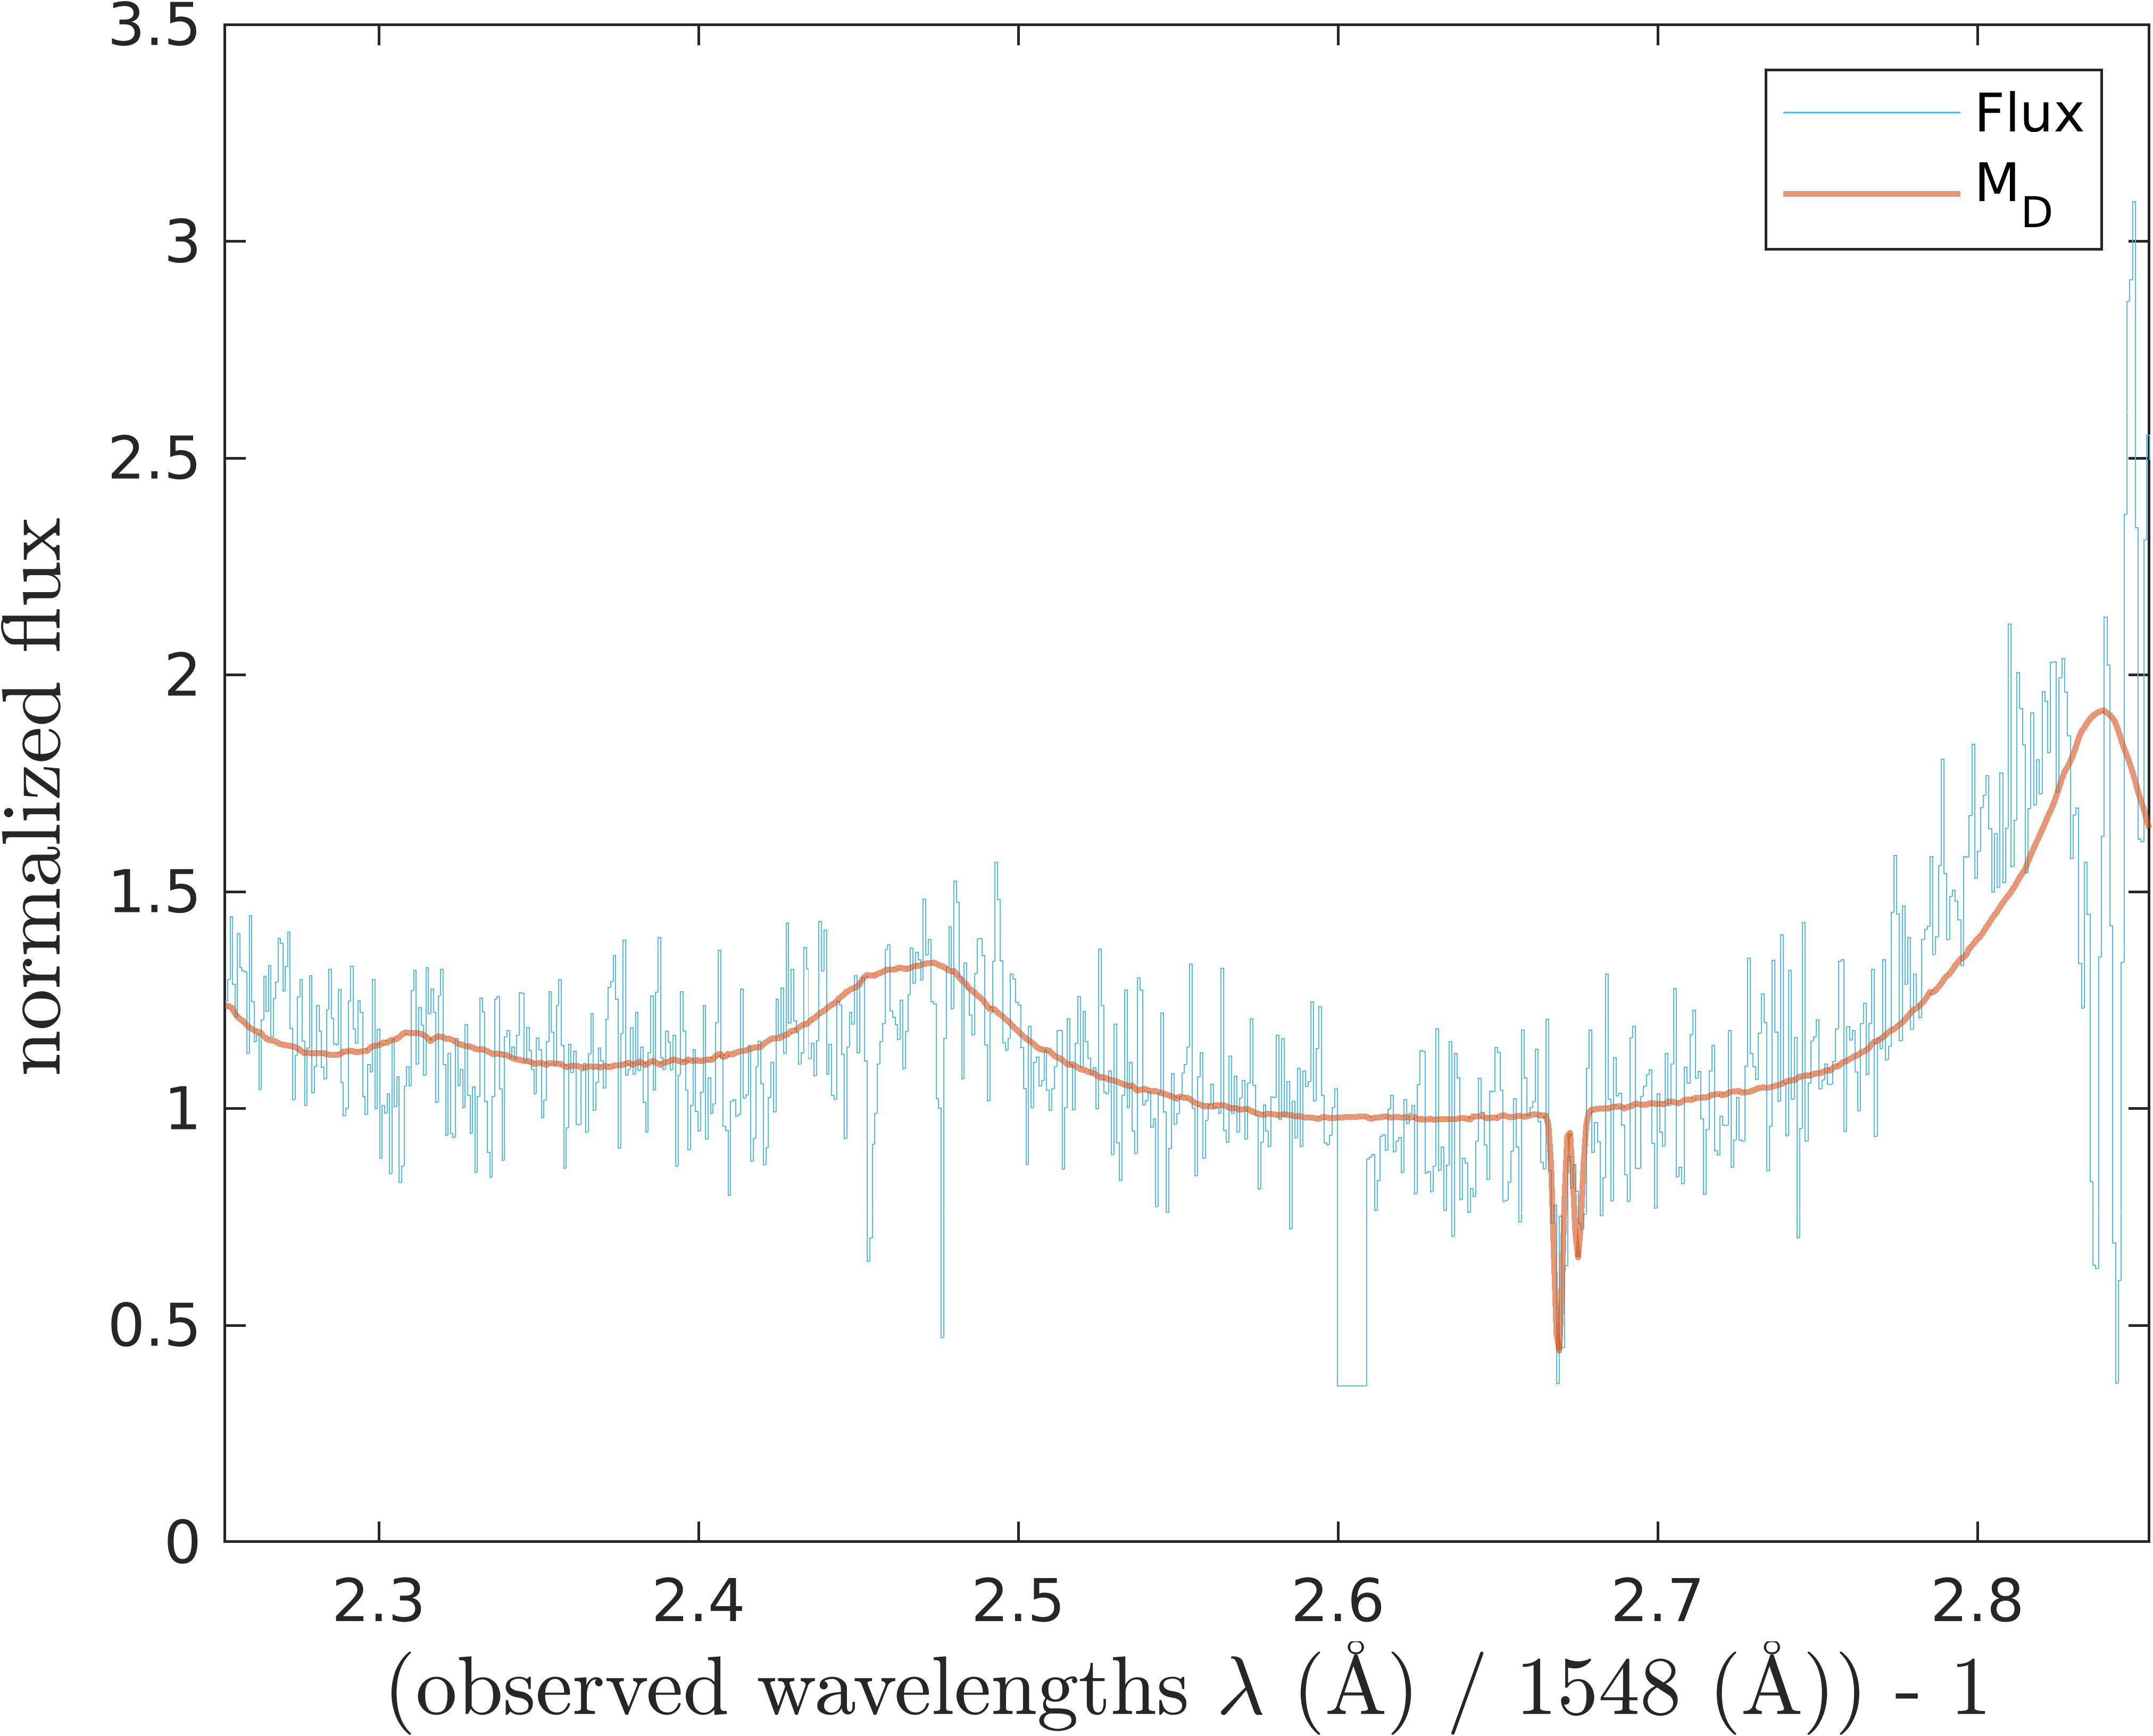 3.5
3
2.5
2
1.5
1
0.5
0
normalized flux
Flux
M_D
2.3 2.4 2.5 2.6 2.7 2.8
(observed wavelengths λ (Å) / 1548 (Å)) - 1